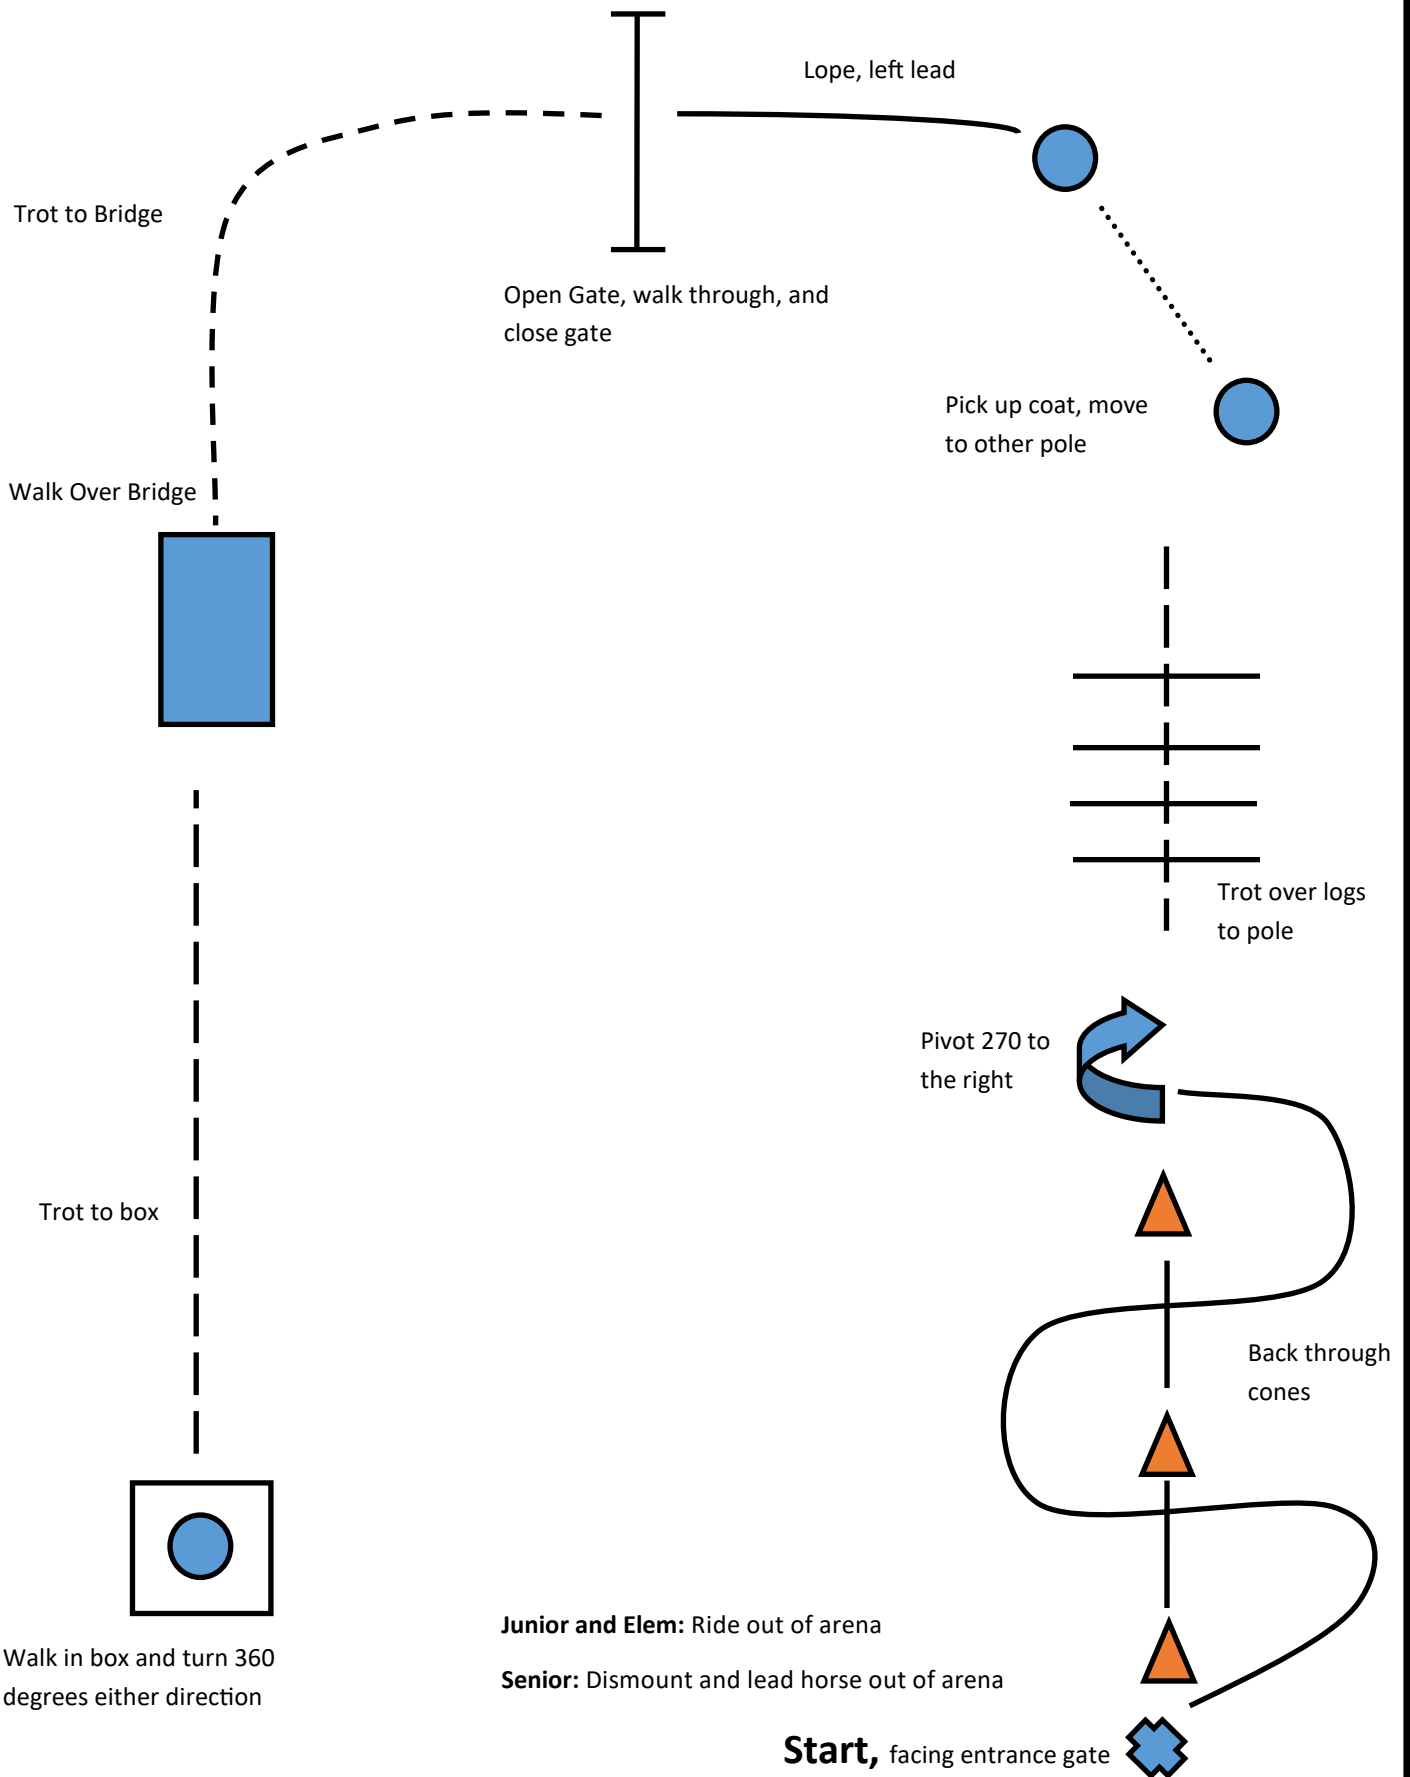 Lope, left lead
Trot to Bridge
Open Gate, walk through, and
close gate
Pick up coat, move
to other pole
Walk Over Bridge
Trot over logs
to pole
Pivot 270 to
the right
Trot to box
Back through
cones
Junior and Elem: Ride out of arena
Walk in box and turn 360
degrees either direction
Senior: Dismount and lead horse out of arena
Start, facing entrance gate